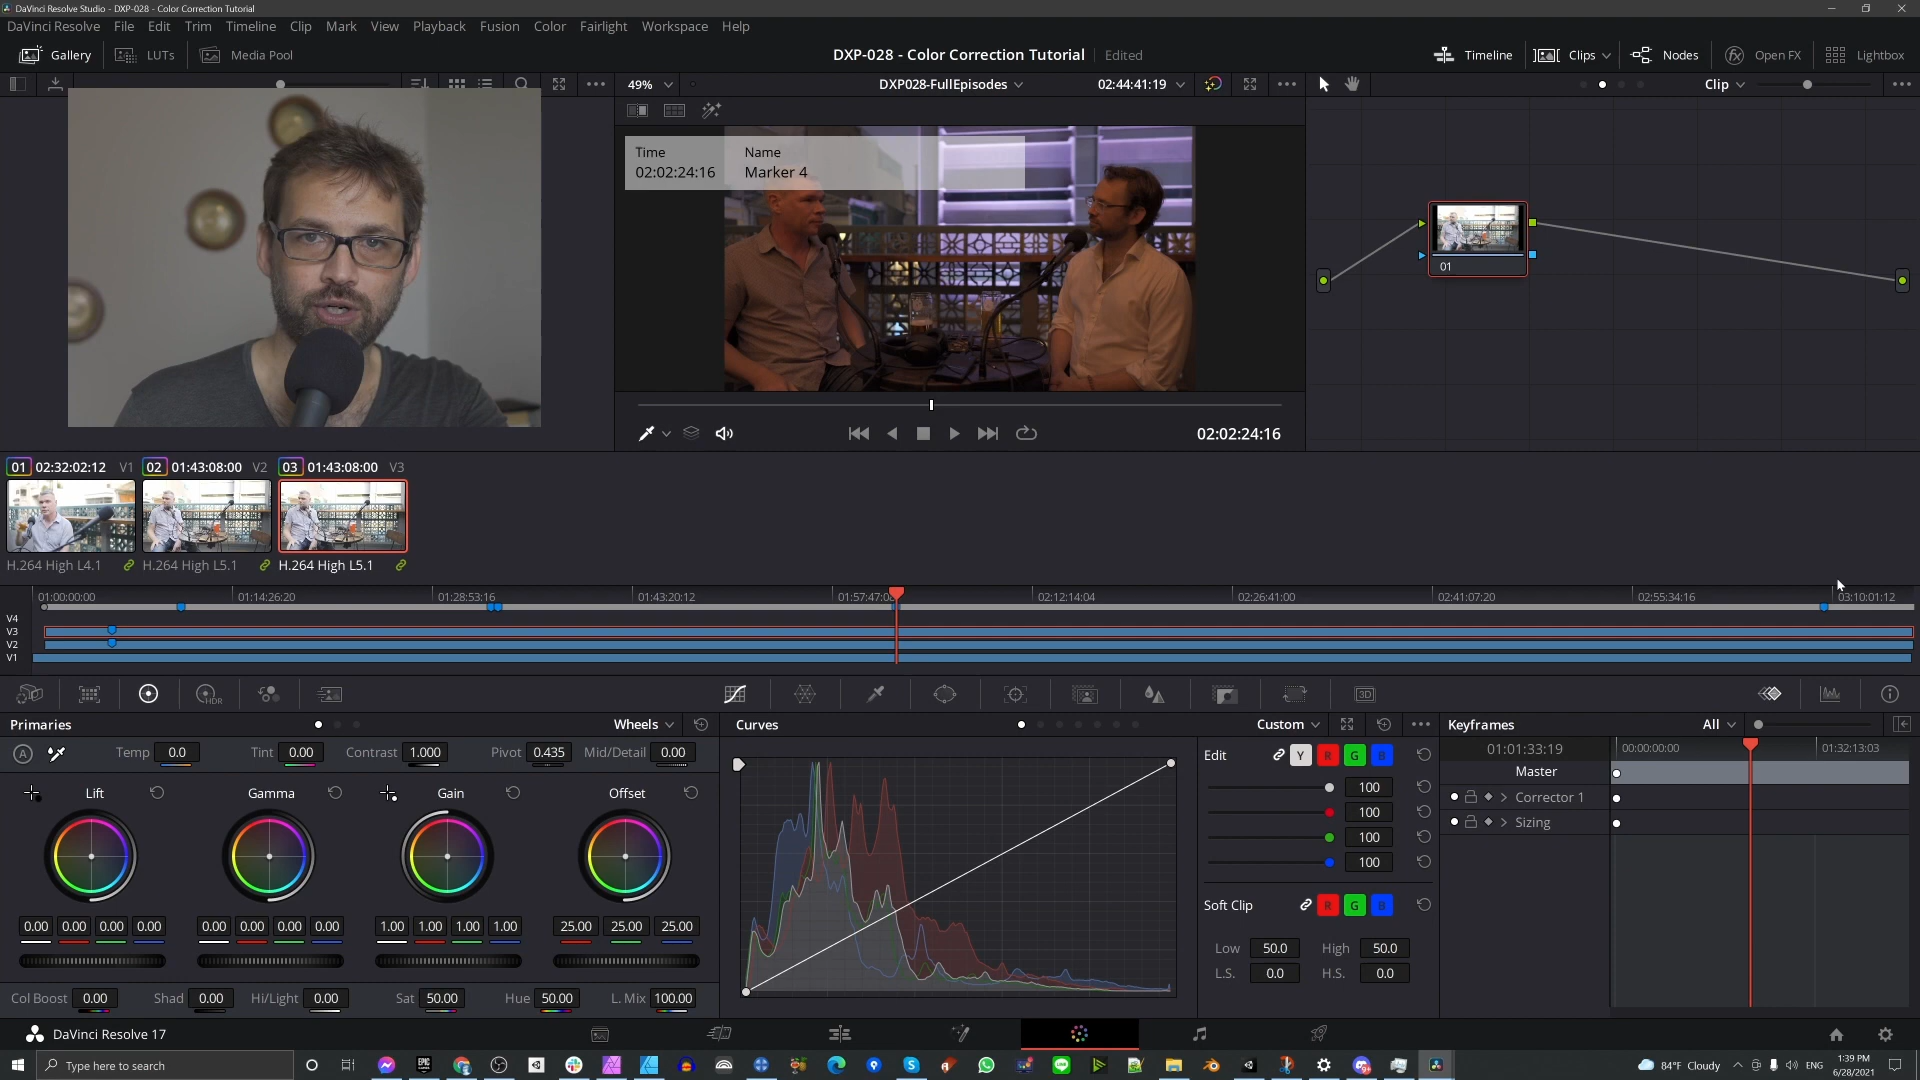 DaVinci Resolve Studio - DXP-028 - Color Correction Tutorial
DaVinci Resolve File Edit Trim Timeline Clip Mark View Playback Fusion Color Fairlight Workspace Help
Gallery LUTs Media Pool
DXP-028 - Color Correction Tutorial Edited
Timeline Clips Nodes Open FX Lightbox
49% DXP028-FullEpisodes 02:44:41:19 Clip
Time Name
02:02:24:16 Marker 4
01
02:02:24:16
01 02:32:02:12 V1 02 01:43:08:00 V2 03 01:43:08:00 V3
H.264 High L4.1 H.264 High L5.1 H.264 High L5.1
01:00:00:00 01:14:26:20 01:28:53:16 01:43:20:12 02:12:14:04 02:26:41:00 02:41:07:20 02:55:34:16 03:10:01:12
V4
V3
V2
V1
HDR 3D
Primaries Wheels Curves Custom Keyframes All
A Temp 0.0 Tint 0.00 Contrast 1.000 Pivot 0.435 Mid/Detail 0.00
Lift Gamma Gain Offset
0.00 0.00 0.00 0.00 0.00 0.00 0.00 0.00 1.00 1.00 1.00 1.00 25.00 25.00 25.00
Col Boost 0.00 Shad 0.00 Hi/Light 0.00 Sat 50.00 Hue 50.00 L. Mix 100.00
Edit Y R G B
100
100
100
100
Soft Clip R G B
Low 50.0 High 50.0
L.S. 0.0 H.S. 0.0
01:01:33:19 00:00:00:00 01:32:13:03
Master
Corrector 1
Sizing
DaVinci Resolve 17
Type here to search
84°F Cloudy ENG
1:39 PM
6/28/2021